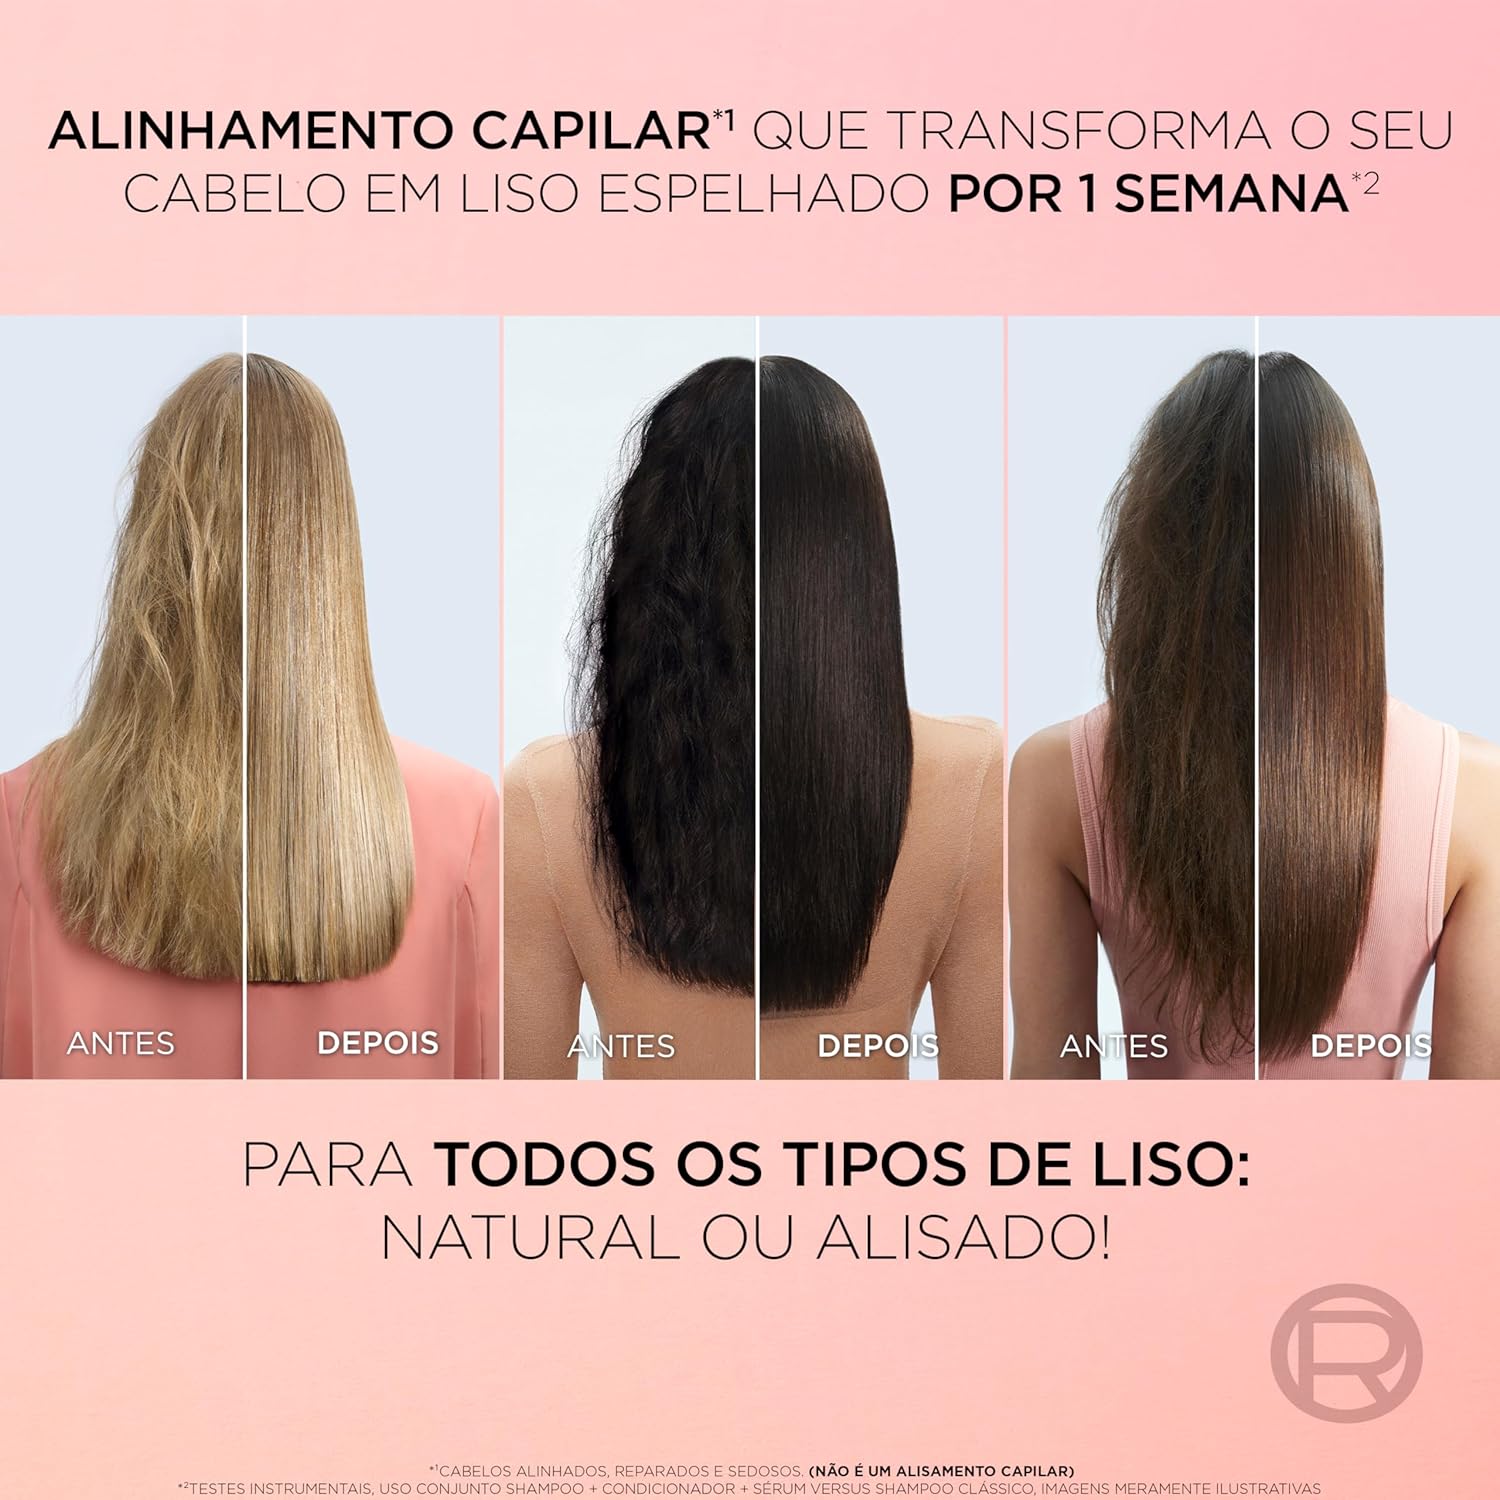 ALINHAMENTO CAPILAR*¹ QUE TRANSFORMA O SEU
CABELO EM LISO ESPELHADO POR 1 SEMANA*²
ANTES
DEPOIS
ANTES
DEPOIS
ANTES
DEPOIS
PARA TODOS OS TIPOS DE LISO:
NATURAL OU ALISADO!
R
*¹CABELOS ALINHADOS, REPARADOS E SEDOSOS. (NÃO É UM ALISAMENTO CAPILAR)
*²TESTES INSTRUMENTAIS, USO CONJUNTO SHAMPOO + CONDICIONADOR + SÉRUM VERSUS SHAMPOO CLÁSSICO, IMAGENS MERAMENTE ILUSTRATIVAS